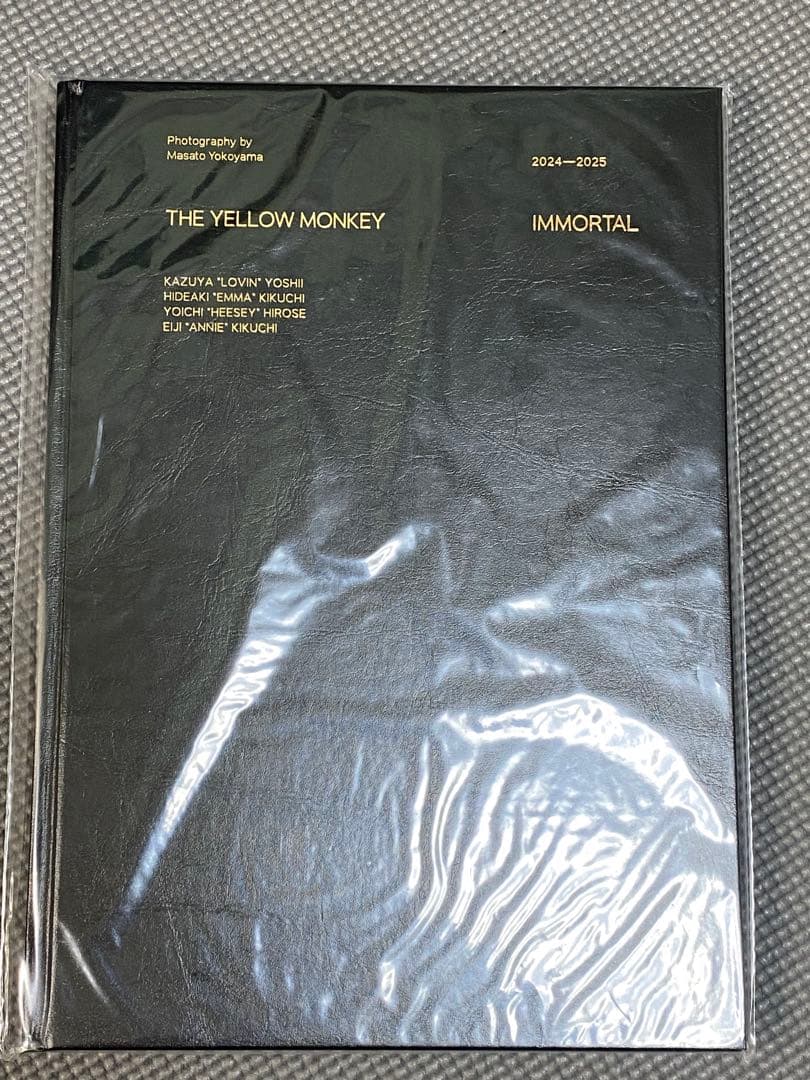 Photography by
Masato Yokoyama
2024—2025
THE YELLOW MONKEY
IMMORTAL
KAZUYA "LOVIN" YOSHII
HIDEAKI "EMMA" KIKUCHI
YOICHI "HEESEY" HIROSE
EIJI "ANNIE" KIKUCHI